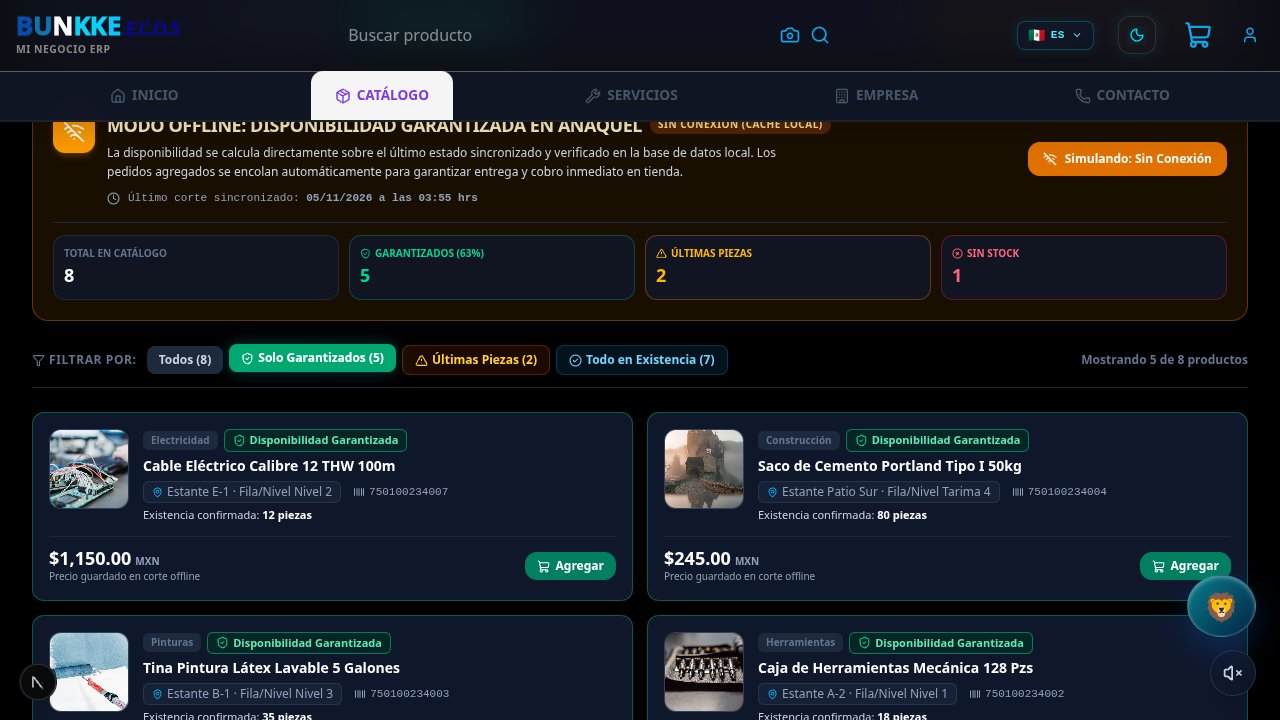 BUNKKE E.C.O.S
MI NEGOCIO ERP
Buscar producto
ES
INICIO
CATÁLOGO
SERVICIOS
EMPRESA
CONTACTO
MODO OFFLINE: DISPONIBILIDAD GARANTIZADA EN ANAQUEL
SIN CONEXIÓN (CACHÉ LOCAL)
La disponibilidad se calcula directamente sobre el último estado sincronizado y verificado en la base de datos local. Los
pedidos agregados se encolan automáticamente para garantizar entrega y cobro inmediato en tienda.
Simulando: Sin Conexión
Último corte sincronizado: 05/11/2026 a las 03:55 hrs
TOTAL EN CATÁLOGO
8
GARANTIZADOS (63%)
5
ÚLTIMAS PIEZAS
2
SIN STOCK
1
FILTRAR POR:
Todos (8)
Solo Garantizados (5)
Últimas Piezas (2)
Todo en Existencia (7)
Mostrando 5 de 8 productos
Electricidad
Disponibilidad Garantizada
Cable Eléctrico Calibre 12 THW 100m
Estante E-1 · Fila/Nivel Nivel 2
750100234007
Existencia confirmada: 12 piezas
$1,150.00 MXN
Precio guardado en corte offline
Agregar
Construcción
Disponibilidad Garantizada
Saco de Cemento Portland Tipo I 50kg
Estante Patio Sur · Fila/Nivel Tarima 4
750100234004
Existencia confirmada: 80 piezas
$245.00 MXN
Precio guardado en corte offline
Agregar
Pinturas
Disponibilidad Garantizada
Tina Pintura Látex Lavable 5 Galones
Estante B-1 · Fila/Nivel Nivel 3
750100234003
Existencia confirmada: 35 piezas
Herramientas
Disponibilidad Garantizada
Caja de Herramientas Mecánica 128 Pzs
Estante A-2 · Fila/Nivel Nivel 1
750100234002
Existencia confirmada: 18 piezas